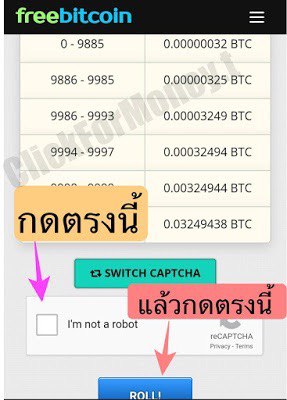 freebitcoin
0 - 9885 0.00000032 BTC
9886 - 9985 0.00000325 BTC
9986 - 9993 0.00003249 BTC
9994 - 9997 0.00032494 BTC
0.00324944 BTC
0.03249438 BTC
ClickForMoney.t
กดตรงนี้
SWITCH CAPTCHA
แล้วกดตรงนี้
I'm not a robot
reCAPTCHA
Privacy - Terms
ROLL!